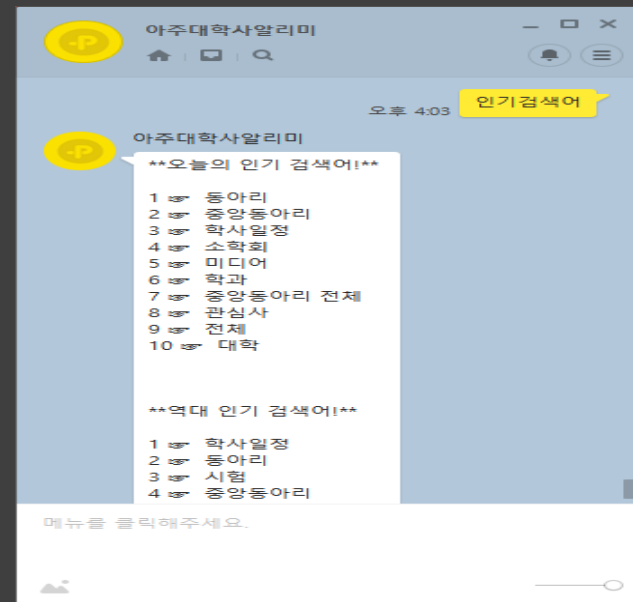 아주대학사알리미
오후 4:03
인기검색어
아주대학사알리미
**오늘의 인기 검색어!**
1 ☞ 동아리
2 ☞ 중앙동아리
3 ☞ 학사일정
4 ☞ 소학회
5 ☞ 미디어
6 ☞ 학과
7 ☞ 중앙동아리 전체
8 ☞ 관심사
9 ☞ 전체
10 ☞ 대학
**역대 인기 검색어!**
1 ☞ 학사일정
2 ☞ 동아리
3 ☞ 시험
4 ☞ 중앙동아리
메뉴를 클릭해주세요.